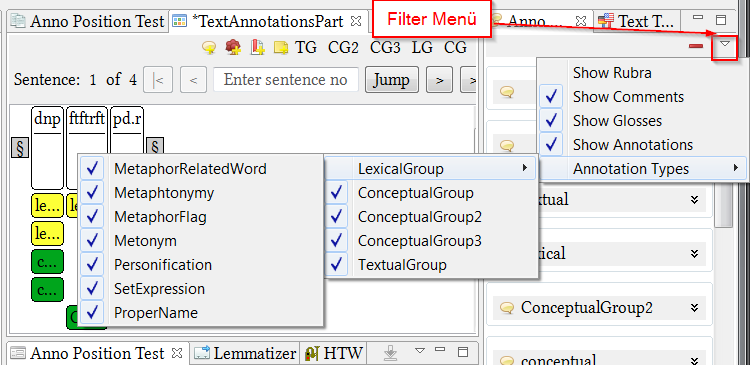 Anno Position Test *TextAnnotationsPart Filter Menü Anno.... Text T...
TG CG2 CG3 LG CG
Sentence: 1 of 4 |< < Enter sentence no Jump > >
dnp ftftrft pd.r
§ §
le... le
le...
c...
c...
MetaphorRelatedWord
Metaphtonymy
MetaphorFlag
Metonym
Personification
SetExpression
ProperName
LexicalGroup
ConceptualGroup
ConceptualGroup2
ConceptualGroup3
TextualGroup
Show Rubra
Show Comments
Show Glosses
Show Annotations
Annotation Types
xtual
xical
ConceptualGroup2
conceptual
Anno Position Test Lemmatizer HTW